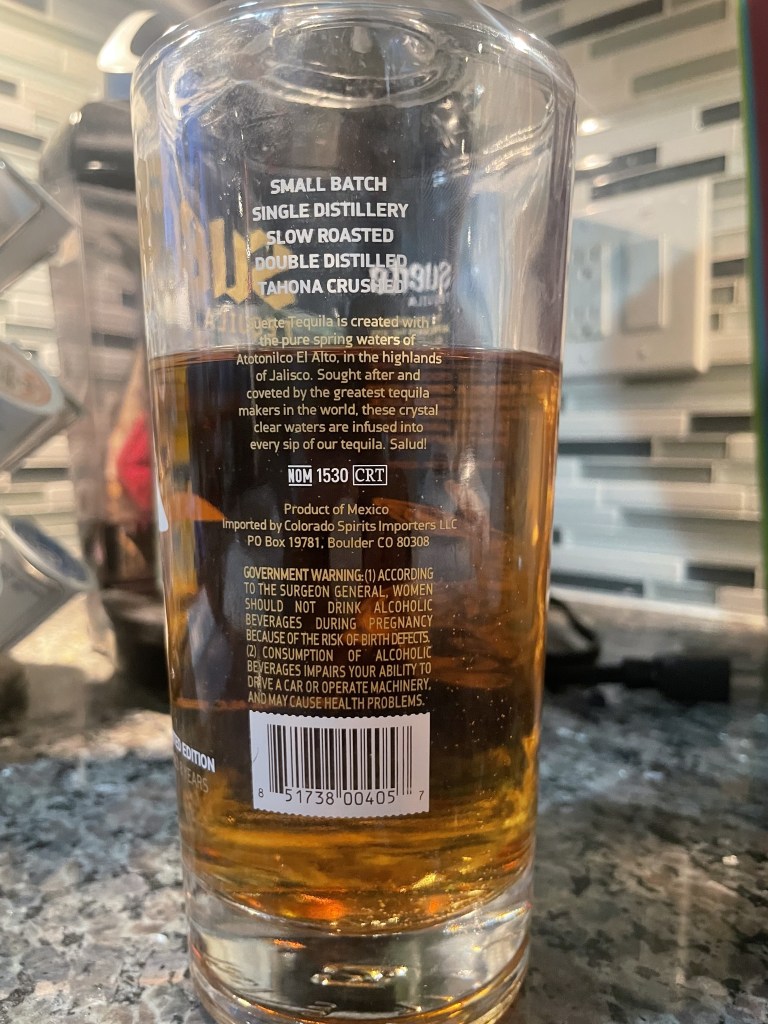 SMALL BATCH
SINGLE DISTILLERY
SLOW ROASTED
DOUBLE DISTILLED
TAHONA CRUSHED
Suerte Tequila is created with
the pure spring waters of
Atotonilco El Alto, in the highlands
of Jalisco. Sought after and
coveted by the greatest tequila
makers in the world, these crystal
clear waters are infused into
every sip of our tequila. Salud!
NOM 1530 CRT
Product of Mexico
Imported by Colorado Spirits Importers LLC
PO Box 19781, Boulder CO 80308
GOVERNMENT WARNING: (1) ACCORDING
TO THE SURGEON GENERAL, WOMEN
SHOULD NOT DRINK ALCOHOLIC
BEVERAGES DURING PREGNANCY
BECAUSE OF THE RISK OF BIRTH DEFECTS.
(2) CONSUMPTION OF ALCOHOLIC
BEVERAGES IMPAIRS YOUR ABILITY TO
DRIVE A CAR OR OPERATE MACHINERY,
AND MAY CAUSE HEALTH PROBLEMS.
EDITION
YEARS
8 51738 00405 7